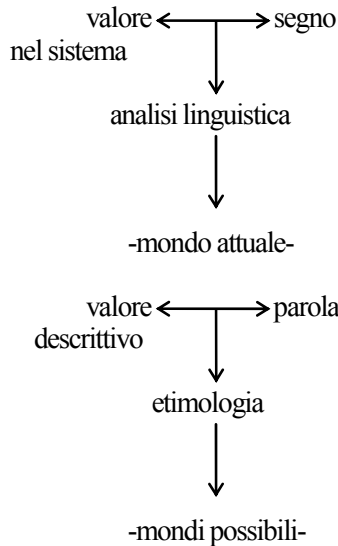 valore segno
nel sistema
analisi linguistica
-mondo attuale-
valore parola
descrittivo
etimologia
-mondi possibili-